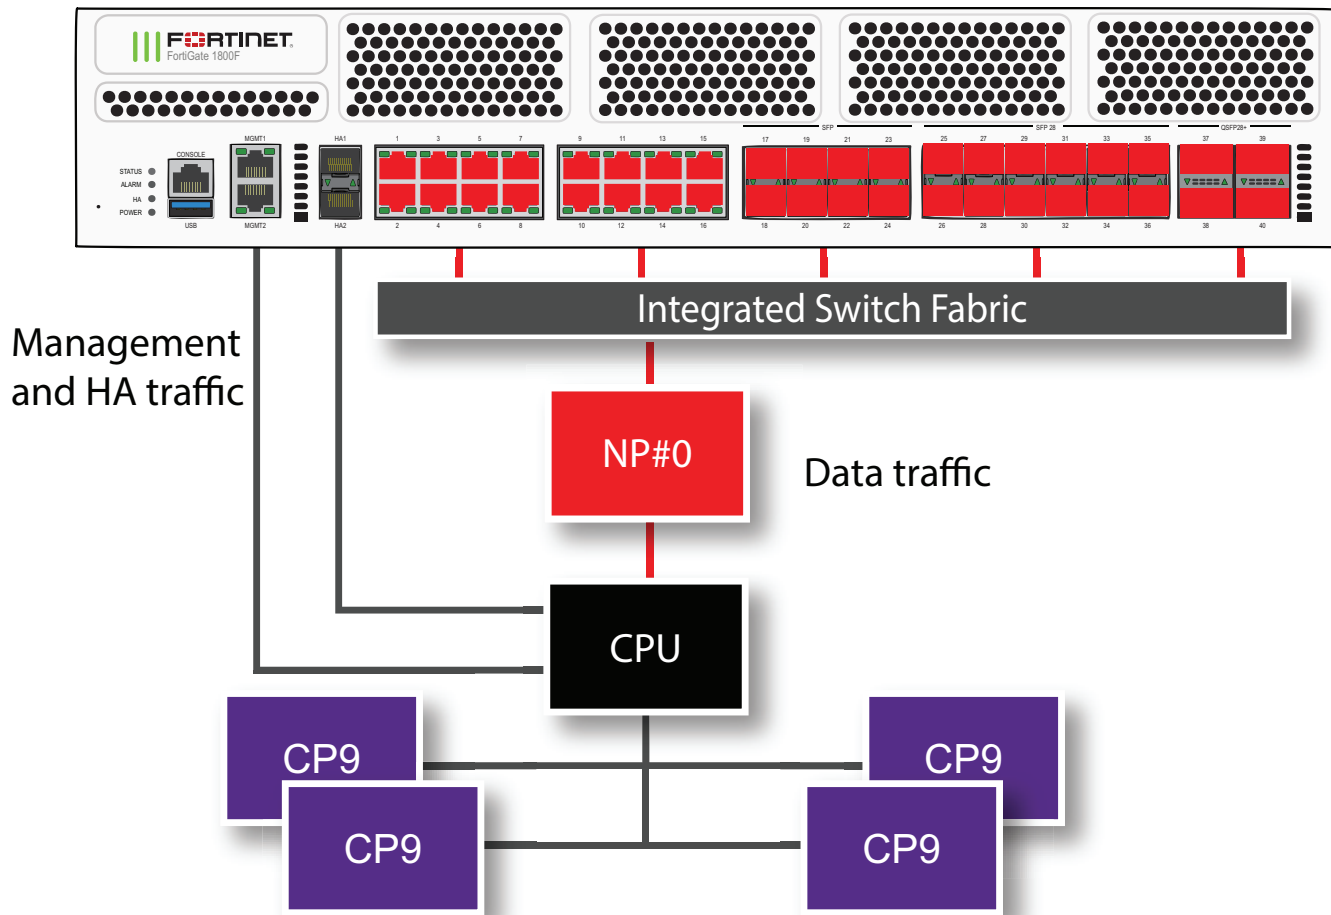 FORTINET
FortiGate 1800F
SFP
SFP 28
QSFP28+
MGMT1
HA1
1 3 5 7
9 11 13 15
17 19 21 23
25 27 29 31 33 35
37 39
CONSOLE
STATUS
ALARM
HA
POWER
USB
MGMT2
HA2
2 4 6 8
10 12 14 16
18 20 22 24
26 28 30 32 34 36
38 40
Integrated Switch Fabric
Management
and HA traffic
NP#0
Data traffic
CPU
CP9
CP9
CP9
CP9